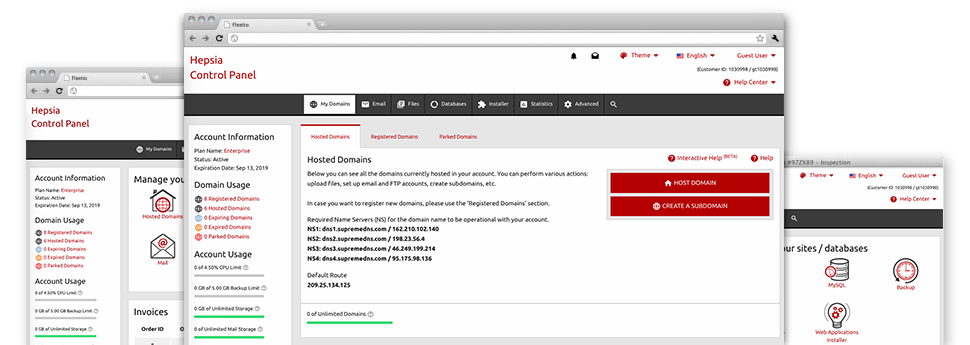 Fleetio
Hepsia
Control Panel
Theme
English
Guest User
(Customer ID: 1030998 / gt1030998)
Help Center
My Domains
Email
Files
Databases
Installer
Statistics
Advanced
Account Information
Plan Name: Enterprise
Status: Active
Expiration Date: Sep 13, 2019
Domain Usage
8 Registered Domains
6 Hosted Domains
0 Expiring Domains
0 Expired Domains
0 Parked Domains
Account Usage
0 of 4.50% CPU Limit
0 GB of 5.00 GB Backup Limit
0 GB of Unlimited Storage
0 GB of Unlimited Mail Storage
Hosted Domains
Registered Domains
Parked Domains
Hosted Domains
Interactive Help (BETA)
Help
Below you can see all the domains currently hosted in your account. You can perform various actions:
upload files, set up email and FTP accounts, create subdomains, etc.
In case you want to register new domains, please use the 'Registered Domains' section.
HOST DOMAIN
CREATE A SUBDOMAIN
Required Name Servers (NS) for the domain name to be operational with your account.
NS1: dns1.supremedns.com / 162.210.102.140
NS2: dns2.supremedns.com / 198.23.56.4
NS3: dns3.supremedns.com / 46.249.199.214
NS4: dns4.supremedns.com / 95.175.98.136
Default Route
209.25.134.125
0 of Unlimited Domains
Fleetio
Hepsia
Control Panel
My Domains
Account Information
Plan Name: Enterprise
Status: Active
Expiration Date: Sep 13, 2019
Domain Usage
8 Registered Domains
6 Hosted Domains
0 Expiring Domains
0 Expired Domains
0 Parked Domains
Account Usage
0 of 4.50% CPU Limit
0 GB of 5.00 GB Backup Limit
0 GB of Unlimited Storage
Manage you
Hosted Domains
Mail
Invoices
Order ID
#97ZX89 – Inspection
Theme
English
Guest User
(Customer ID: 1030998 / gt1030998)
Help Center
ur sites / databases
MySQL
Backup
Web Applications
Installer